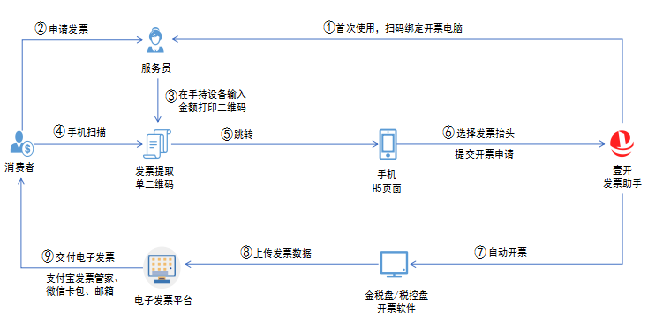 ①首次使用，扫码绑定开票电脑
②申请发票
服务员
③在手持设备输入
金额打印二维码
④手机扫描
⑤跳转
⑥选择发票抬头
提交开票申请
消费者
发票提取
单二维码
手机
H5页面
壹开
发票助手
⑨交付电子发票
支付宝发票管家、
微信卡包、邮箱
⑧上传发票数据
⑦自动开票
电子发票平台
金税盘/税控盘
开票软件